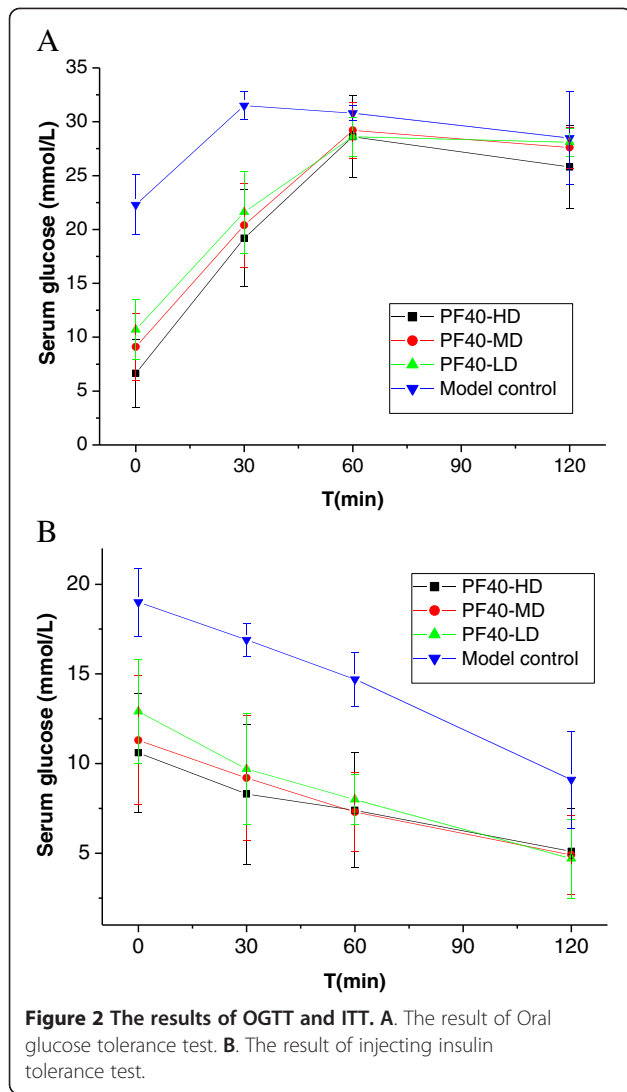 A
35
30
25
20
15
10
5
0
Serum glucose (mmol/L)
PF40-HD
PF40-MD
PF40-LD
Model control
0 30 60 90 120
T(min)
B
20
15
10
5
Serum glucose (mmol/L)
PF40-HD
PF40-MD
PF40-LD
Model control
0 30 60 90 120
T(min)
Figure 2 The results of OGTT and ITT. A. The result of Oral
glucose tolerance test. B. The result of injecting insulin
tolerance test.